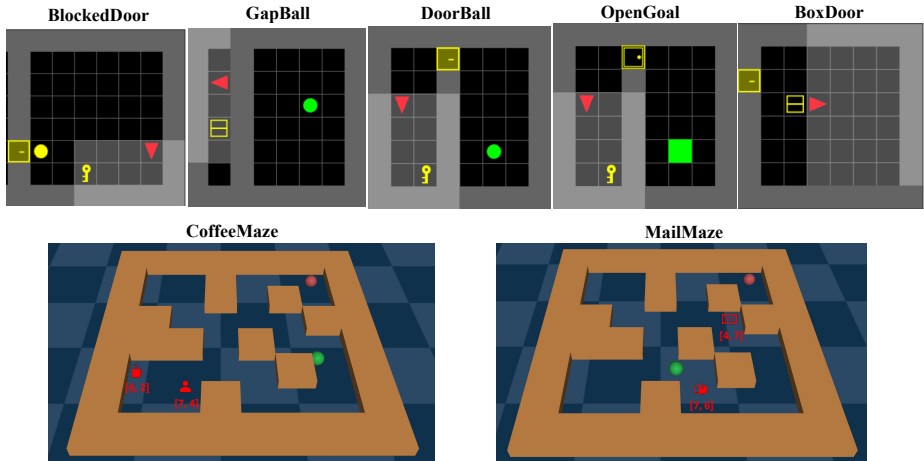 BlockedDoor
GapBall
DoorBall
OpenGoal
BoxDoor
CoffeeMaze
MailMaze
[6, 2]
[7, 4]
[4, 7]
[7, 6]